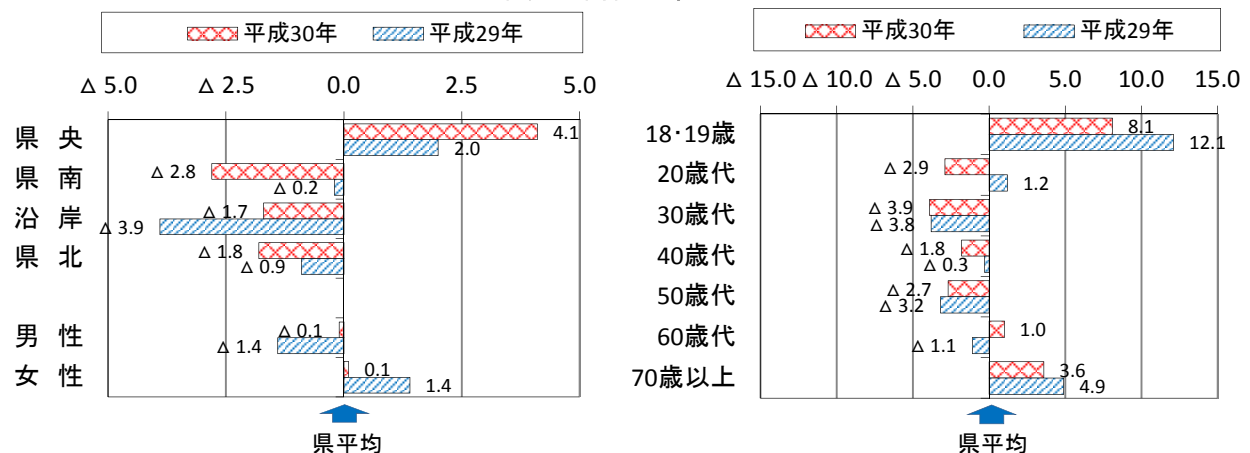 平成30年 平成29年
Δ 5.0 Δ 2.5 0.0 2.5 5.0
県 央 4.1
2.0
県 南 Δ 2.8
Δ 0.2
沿 岸 Δ 1.7
Δ 3.9
県 北 Δ 1.8
Δ 0.9
男 性 Δ 0.1
Δ 1.4
女 性 0.1
1.4
県平均
平成30年 平成29年
Δ 15.0 Δ 10.0 Δ 5.0 0.0 5.0 10.0 15.0
18・19歳 8.1
12.1
20歳代 Δ 2.9
1.2
30歳代 Δ 3.9
Δ 3.8
40歳代 Δ 1.8
Δ 0.3
50歳代 Δ 2.7
Δ 3.2
60歳代 1.0
Δ 1.1
70歳以上 3.6
4.9
県平均